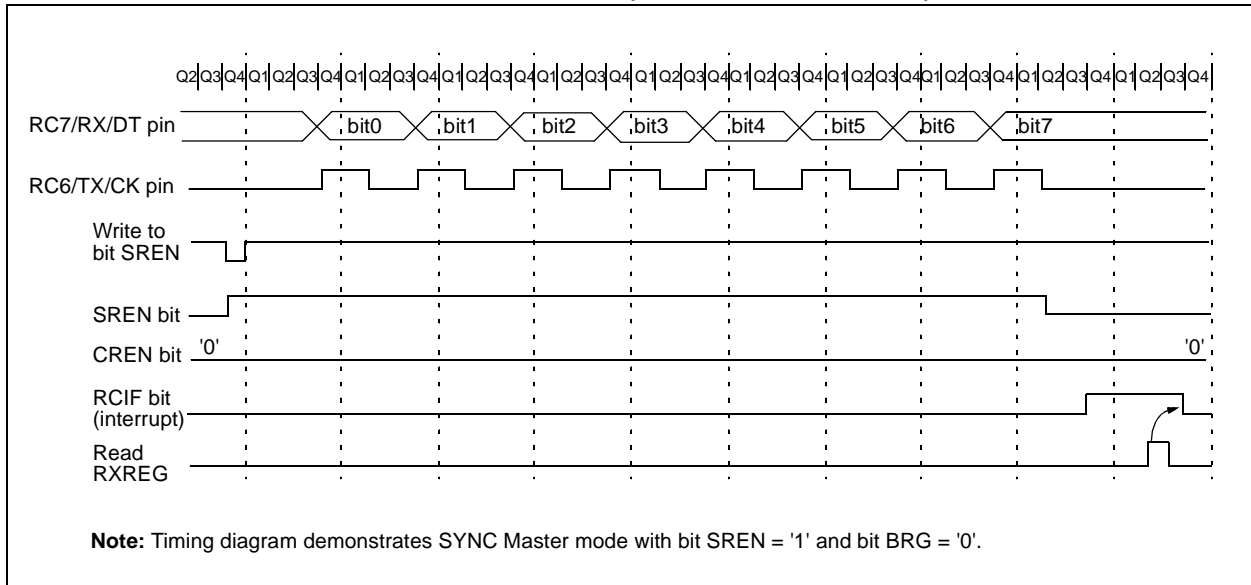 Q2 Q3 Q4 Q1 Q2 Q3 Q4 Q1 Q2 Q3 Q4 Q1 Q2 Q3 Q4 Q1 Q2 Q3 Q4 Q1 Q2 Q3 Q4 Q1 Q2 Q3 Q4 Q1 Q2 Q3 Q4 Q1 Q2 Q3 Q4 Q1 Q2 Q3 Q4 Q1 Q2 Q3 Q4
RC7/RX/DT pin bit0 bit1 bit2 bit3 bit4 bit5 bit6 bit7
RC6/TX/CK pin
Write to
bit SREN
SREN bit
CREN bit '0' '0'
RCIF bit
(interrupt)
Read
RXREG
Note: Timing diagram demonstrates SYNC Master mode with bit SREN = '1' and bit BRG = '0'.